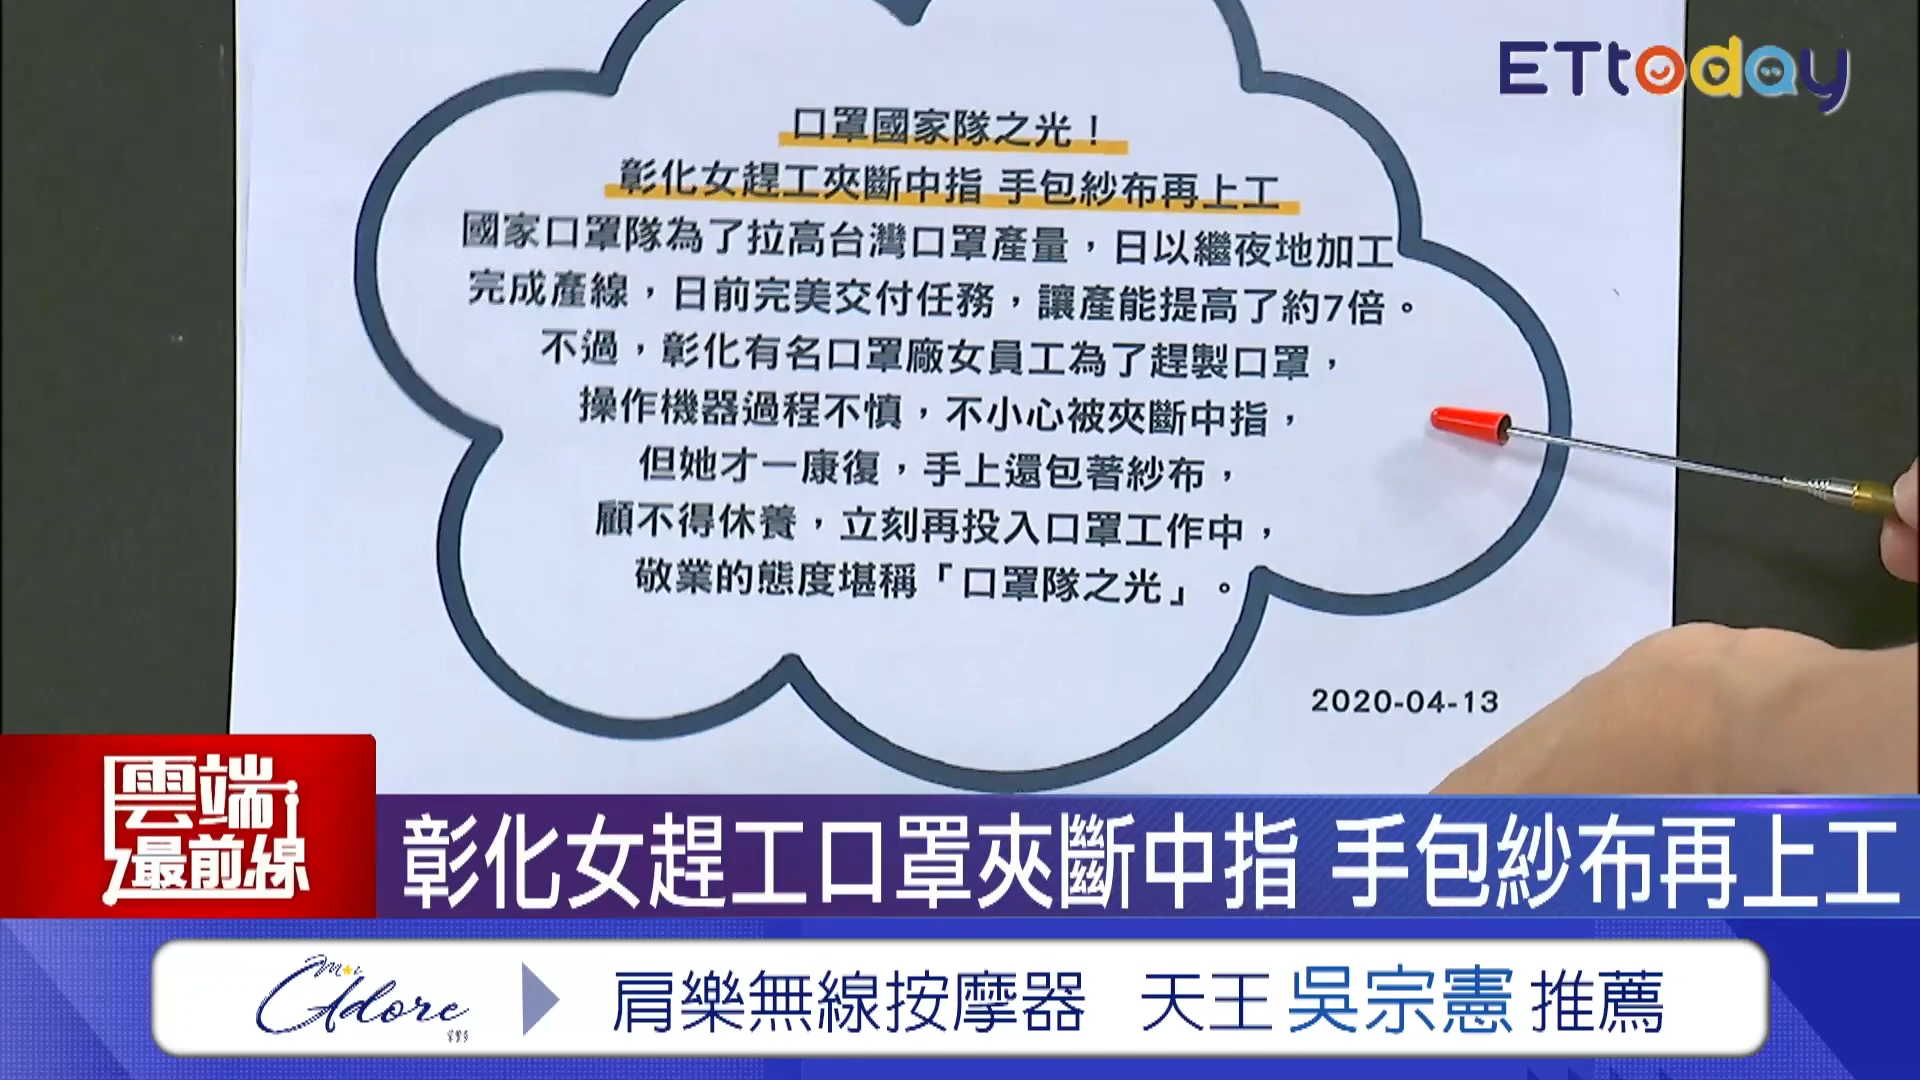 ETtoday
口罩國家隊之光！
彰化女趕工夾斷中指 手包紗布再上工
國家口罩隊為了拉高台灣口罩產量，日以繼夜地加工
完成產線，日前完美交付任務，讓產能提高了約7倍。
不過，彰化有名口罩廠女員工為了趕製口罩，
操作機器過程不慎，不小心被夾斷中指，
但她才一康復，手上還包著紗布，
顧不得休養，立刻再投入口罩工作中，
敬業的態度堪稱「口罩隊之光」。
2020-04-13
雲端
最前線
彰化女趕工口罩夾斷中指 手包紗布再上工
Moi
Adore
肩樂無線按摩器 天王吳宗憲推薦